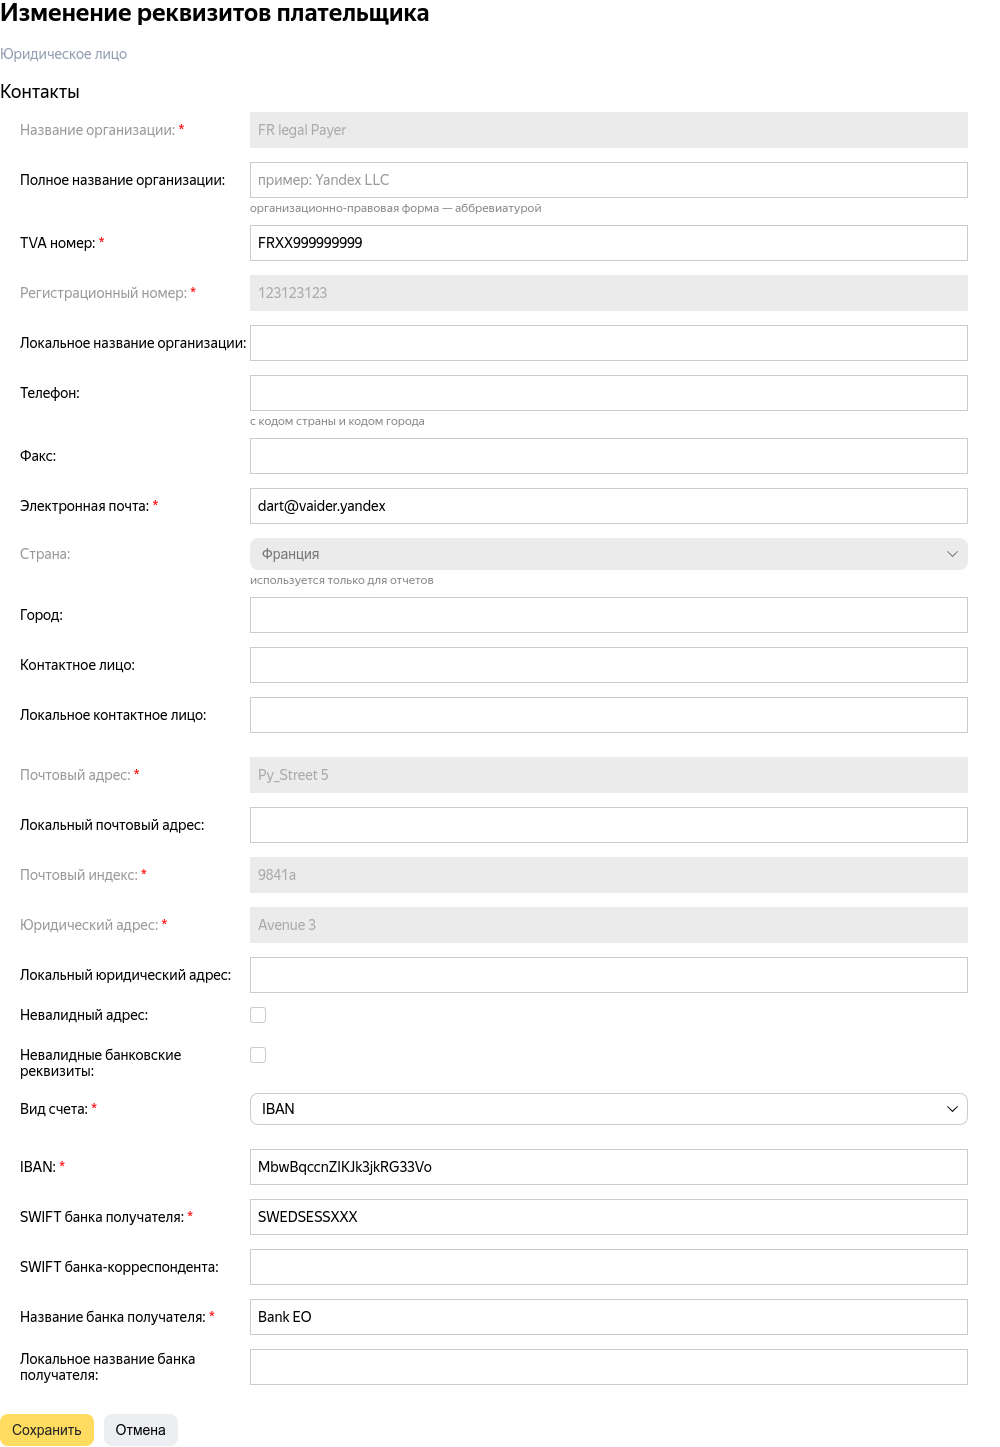 Изменение реквизитов плательщика
Юридическое лицо
Контакты
Название организации: * FR legal Payer
Полное название организации: пример: Yandex LLC
организационно-правовая форма — аббревиатурой
TVA номер: * FRXX999999999
Регистрационный номер: * 123123123
Локальное название организации:
Телефон:
с кодом страны и кодом города
Факс:
Электронная почта: * dart@vaider.yandex
Страна: Франция
используется только для отчетов
Город:
Контактное лицо:
Локальное контактное лицо:
Почтовый адрес: * Py_Street 5
Локальный почтовый адрес:
Почтовый индекс: * 9841a
Юридический адрес: * Avenue 3
Локальный юридический адрес:
Невалидный адрес:
Невалидные банковские
реквизиты:
Вид счета: * IBAN
IBAN: * MbwBqccnZIKJk3jkRG33Vo
SWIFT банка получателя: * SWEDSESSXXX
SWIFT банка-корреспондента:
Название банка получателя: * Bank EO
Локальное название банка
получателя:
Сохранить Отмена